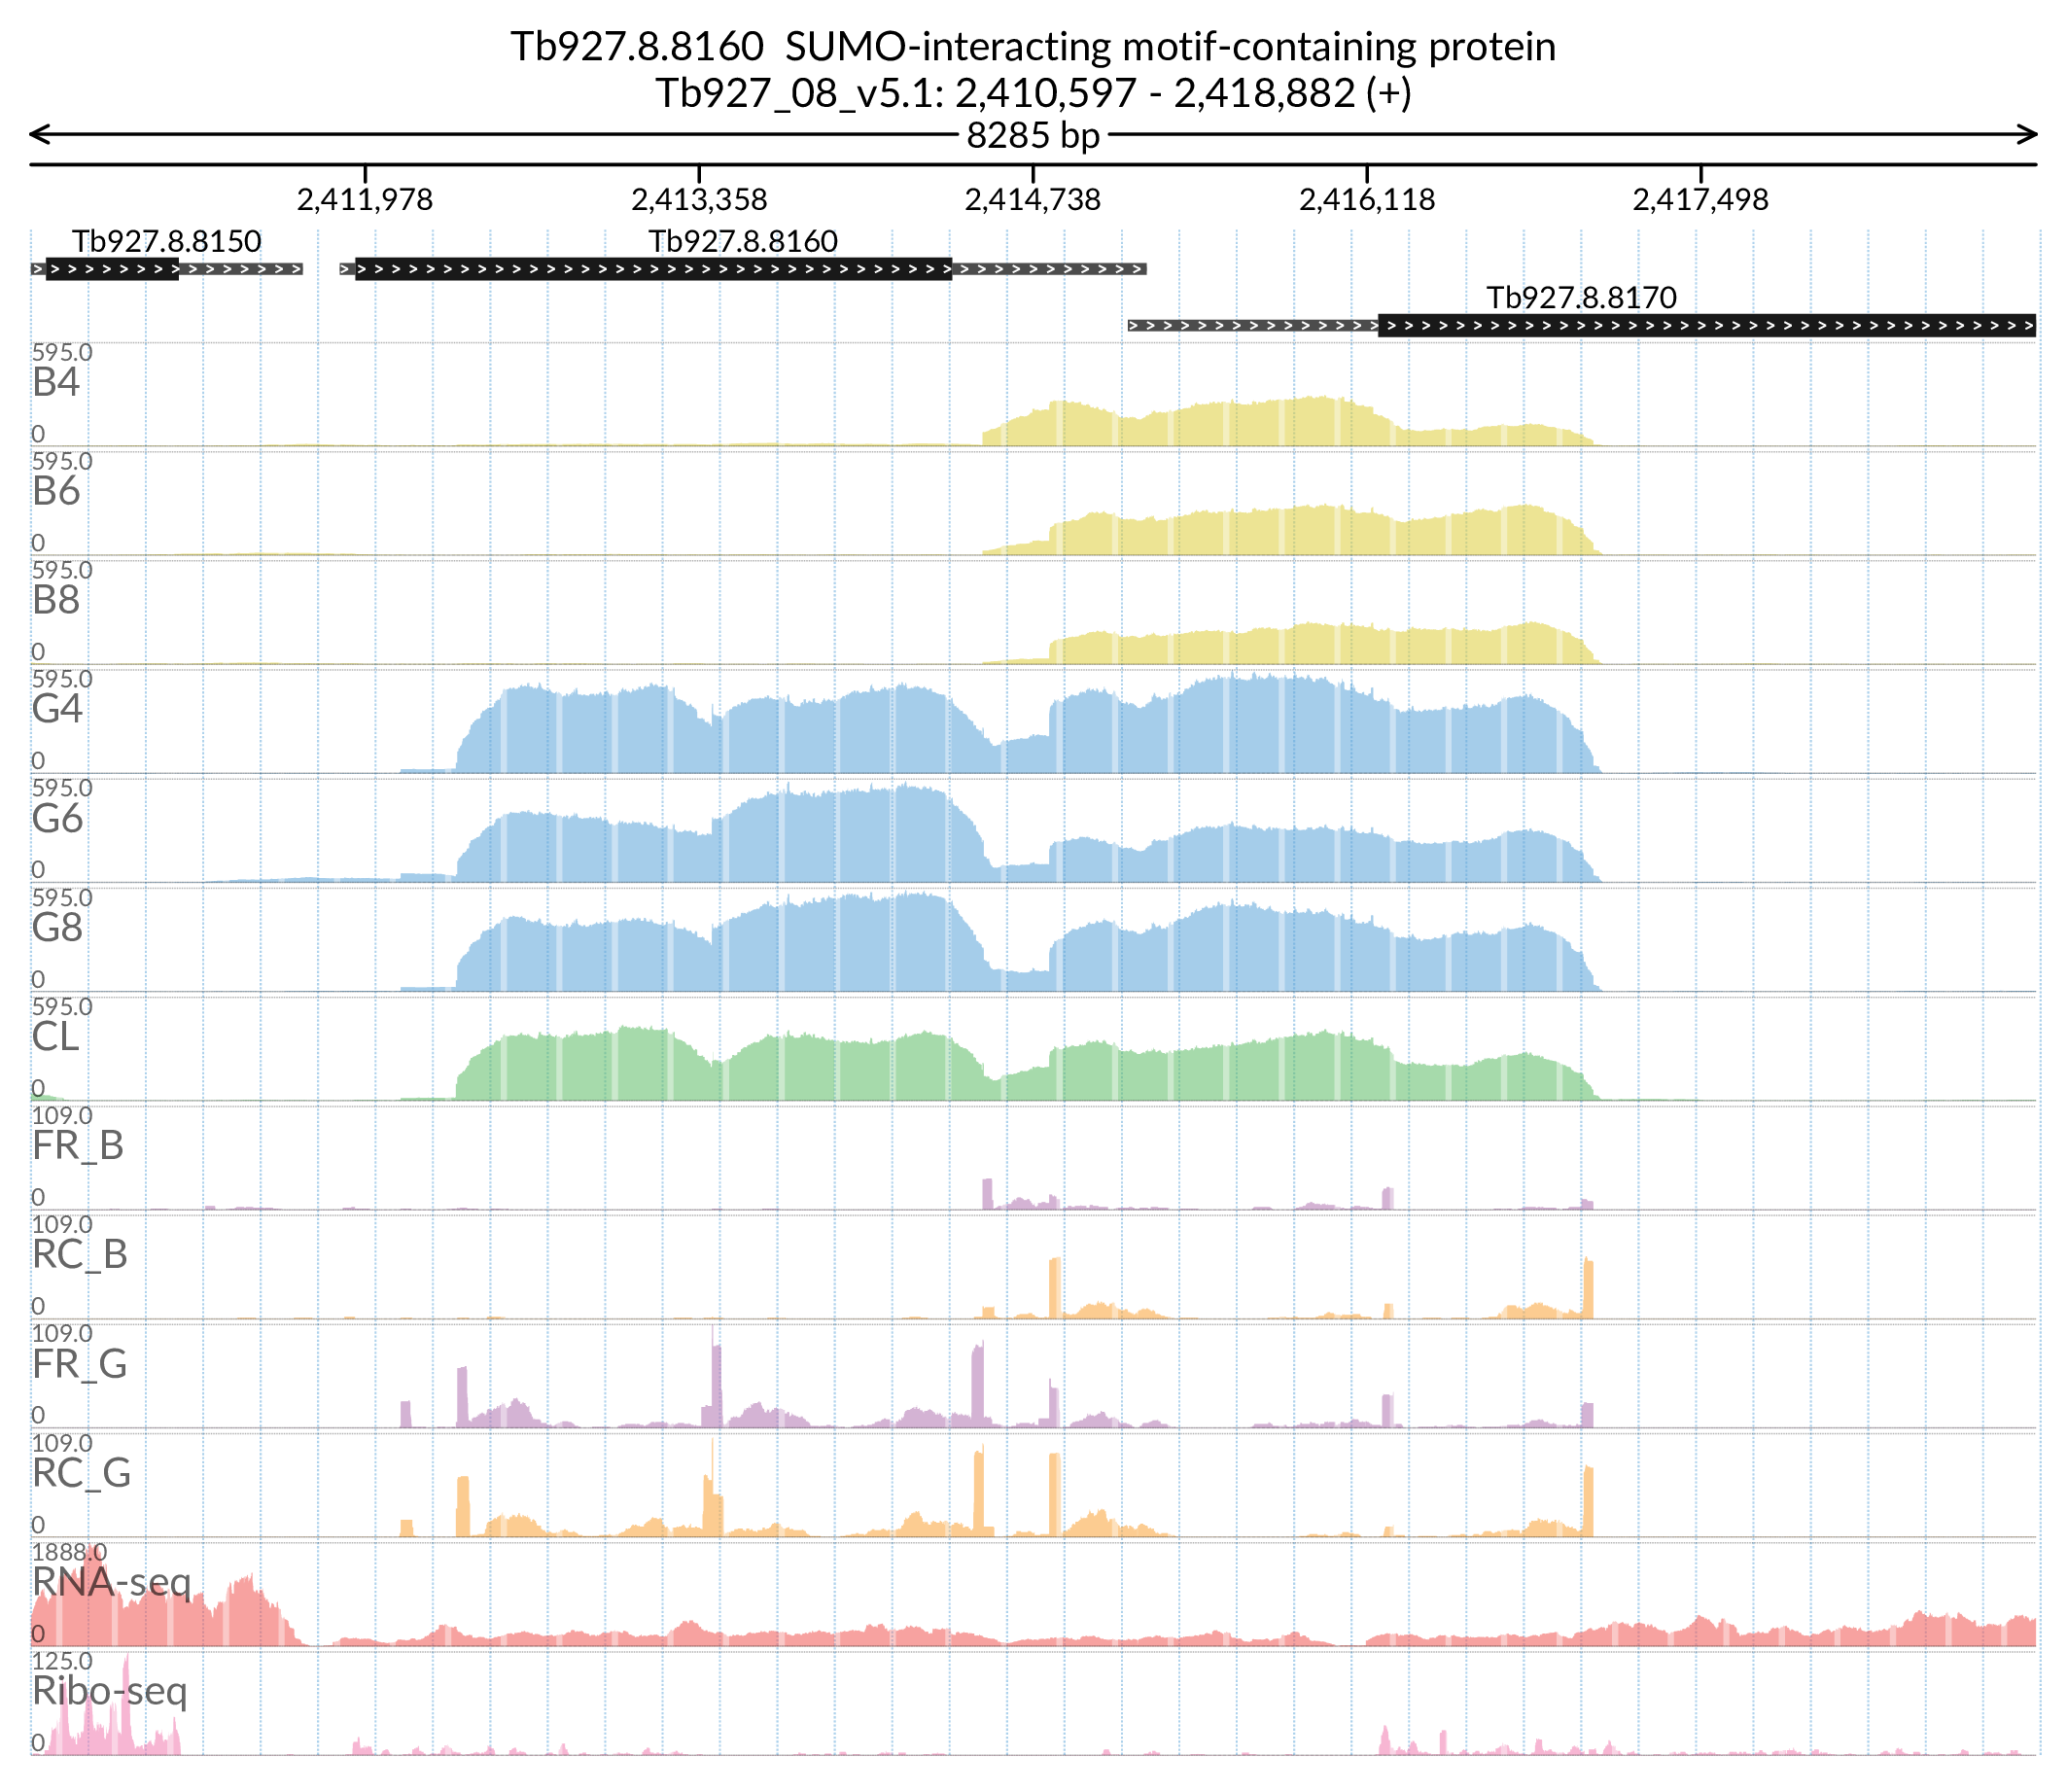 Tb927.8.8160  SUMO-interacting motif-containing protein
Tb927_08_v5.1: 2,410,597 - 2,418,882 (+)
8285 bp
2,411,978 2,413,358 2,414,738 2,416,118 2,417,498
Tb927.8.8150 Tb927.8.8160
Tb927.8.8170
595.0
B4
0
595.0
B6
0
595.0
B8
0
595.0
G4
0
595.0
G6
0
595.0
G8
0
595.0
CL
0
109.0
FR_B
0
109.0
RC_B
0
109.0
FR_G
0
109.0
RC_G
0
1888.0
RNA-seq
0
125.0
Ribo-seq
0